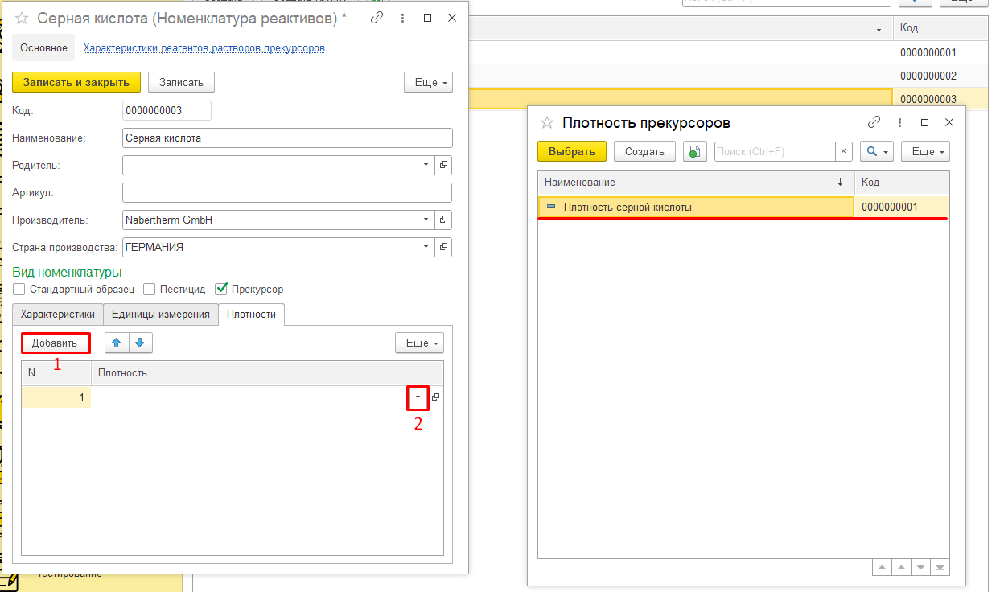 Серная кислота (Номенклатура реактивов) *
Основное
Характеристики реагентов,растворов,прекурсоров
Записать и закрыть
Записать
Еще
Код:
0000000003
Наименование:
Серная кислота
Родитель:
Артикул:
Производитель:
Nabertherm GmbH
Страна производства:
ГЕРМАНИЯ
Вид номенклатуры
Стандартный образец
Пестицид
Прекурсор
Характеристики
Единицы измерения
Плотности
Добавить
Еще
1
N
Плотность
1
2
Код
0000000001
0000000002
0000000003
Плотность прекурсоров
Выбрать
Создать
Поиск (Ctrl+F)
×
Еще
Наименование
Код
Плотность серной кислоты
0000000001